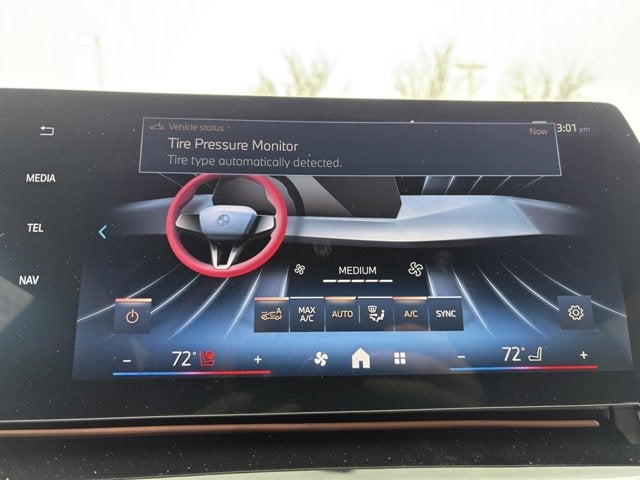 Vehicle status
Now
3:01 pm
Tire Pressure Monitor
Tire type automatically detected.
MEDIA
TEL
NAV
MEDIUM
A
MAX A/C
AUTO
A/C
SYNC
- 72° +
- 72° +